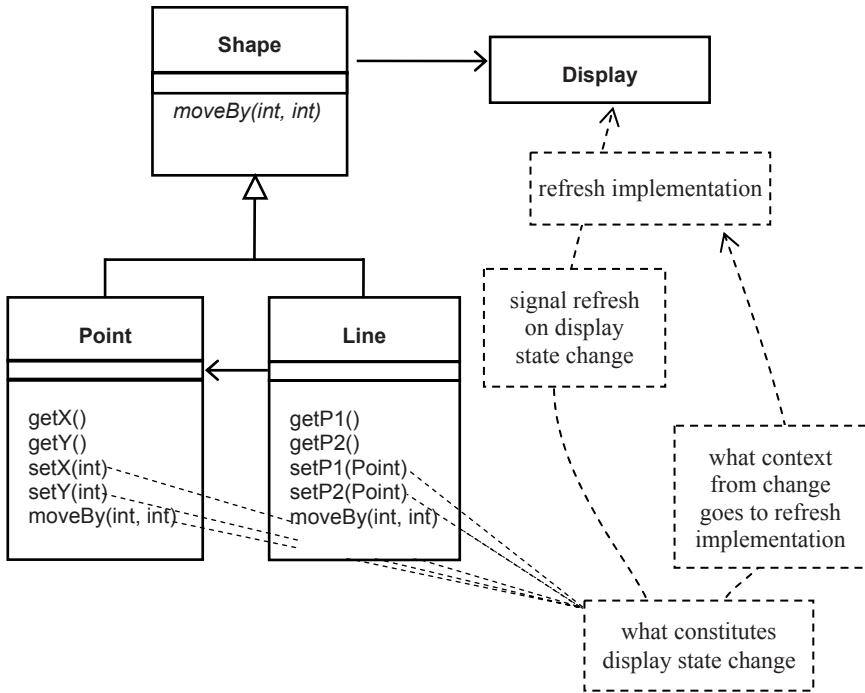 Shape
moveBy(int, int)
Display
refresh implementation
signal refresh
on display
state change
Point
getX()
getY()
setX(int)
setY(int)
moveBy(int, int)
Line
getP1()
getP2()
setP1(Point)
setP2(Point)
moveBy(int, int)
what context
from change
goes to refresh
implementation
what constitutes
display state change